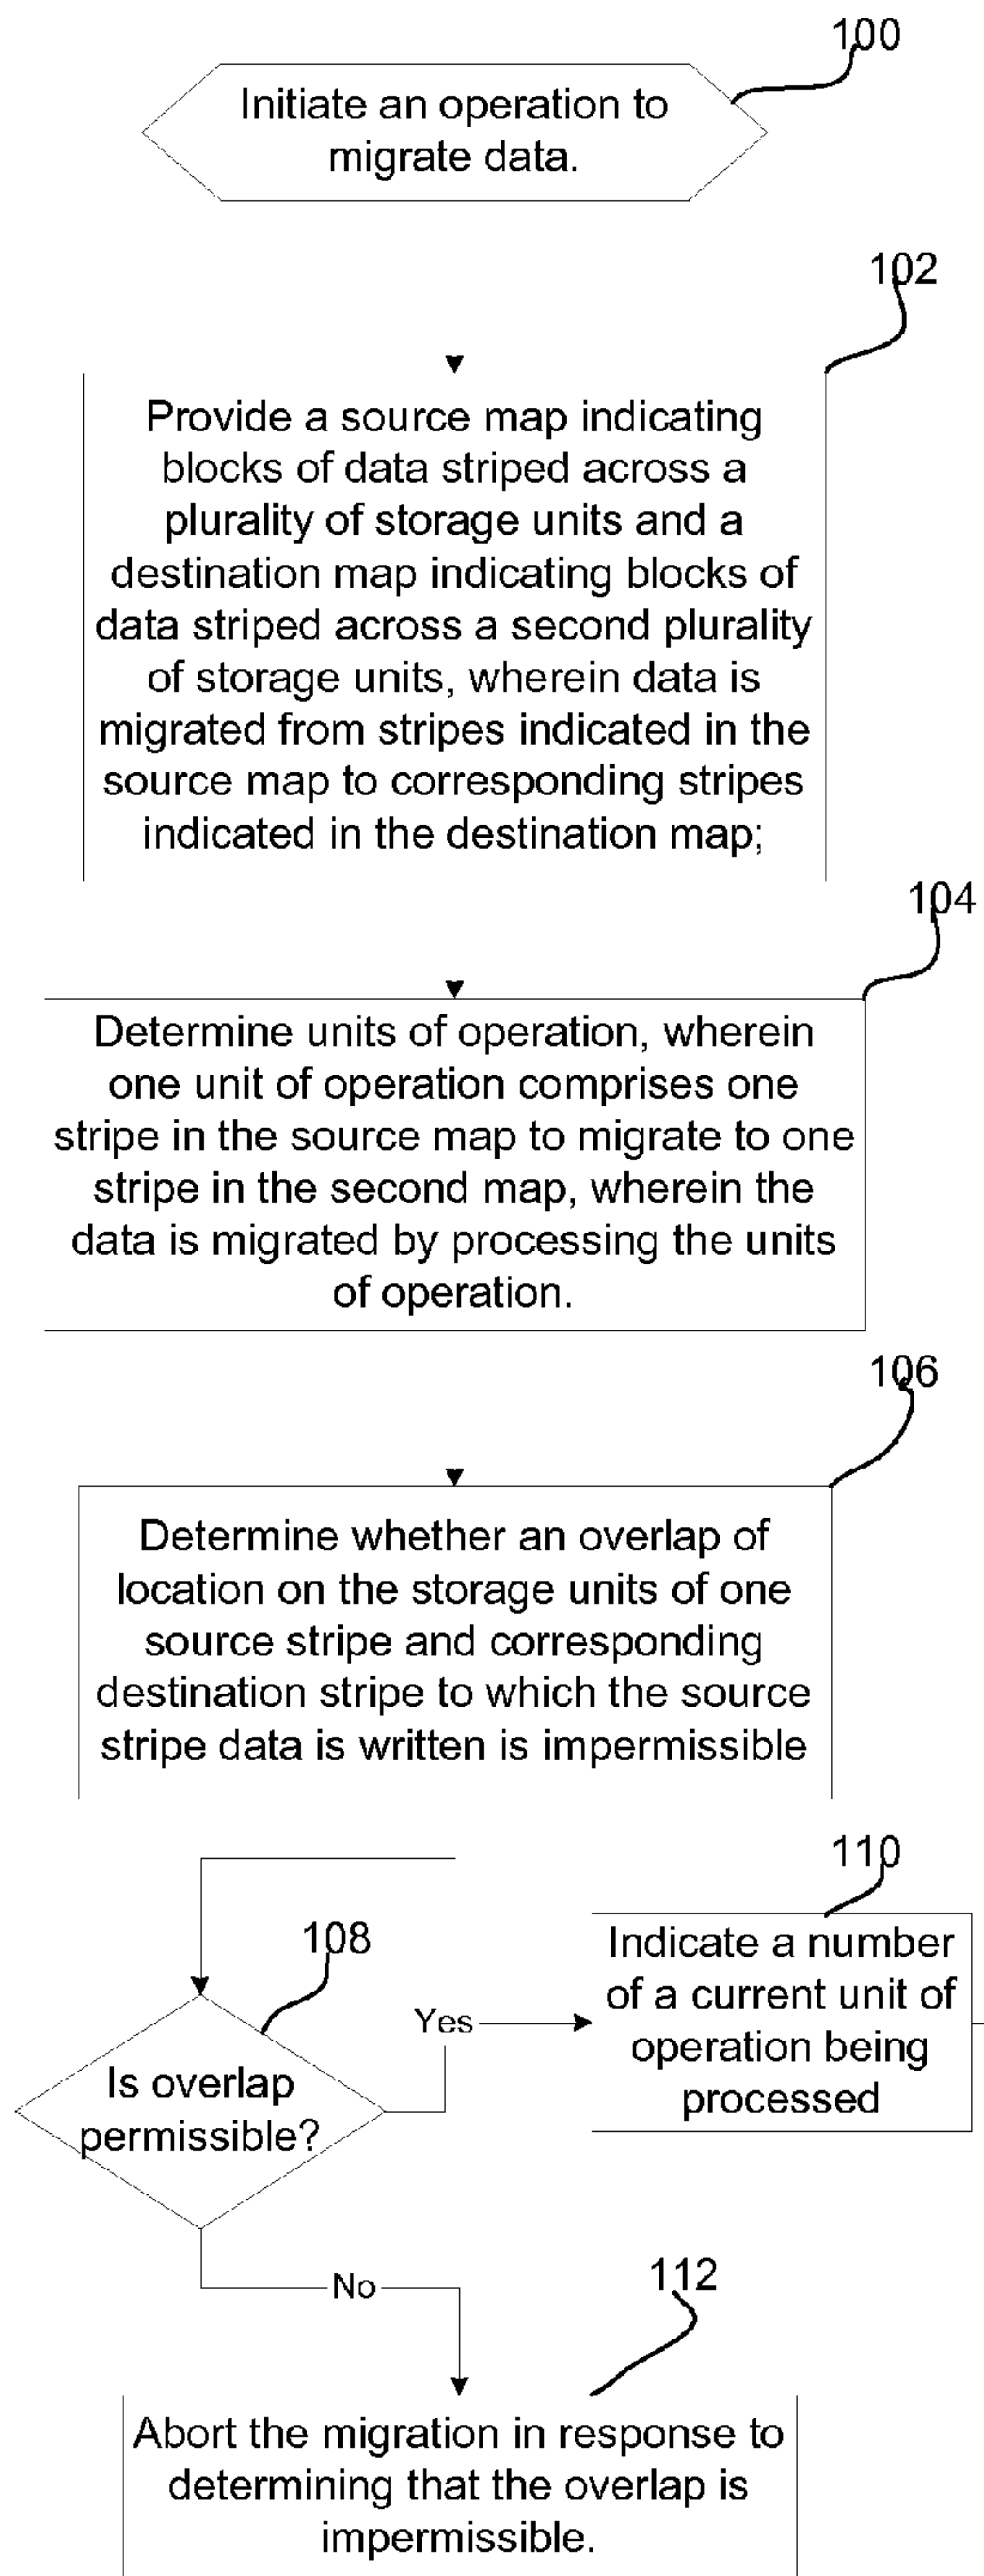 100
Initiate an operation to
migrate data.
102
Provide a source map indicating
blocks of data striped across a
plurality of storage units and a
destination map indicating blocks of
data striped across a second plurality
of storage units, wherein data is
migrated from stripes indicated in the
source map to corresponding stripes
indicated in the destination map;
104
Determine units of operation, wherein
one unit of operation comprises one
stripe in the source map to migrate to one
stripe in the second map, wherein the
data is migrated by processing the units
of operation.
106
Determine whether an overlap of
location on the storage units of one
source stripe and corresponding
destination stripe to which the source
stripe data is written is impermissible
108
Is overlap
permissible?
Yes
110
Indicate a number
of a current unit of
operation being
processed
No
112
Abort the migration in response to
determining that the overlap is
impermissible.